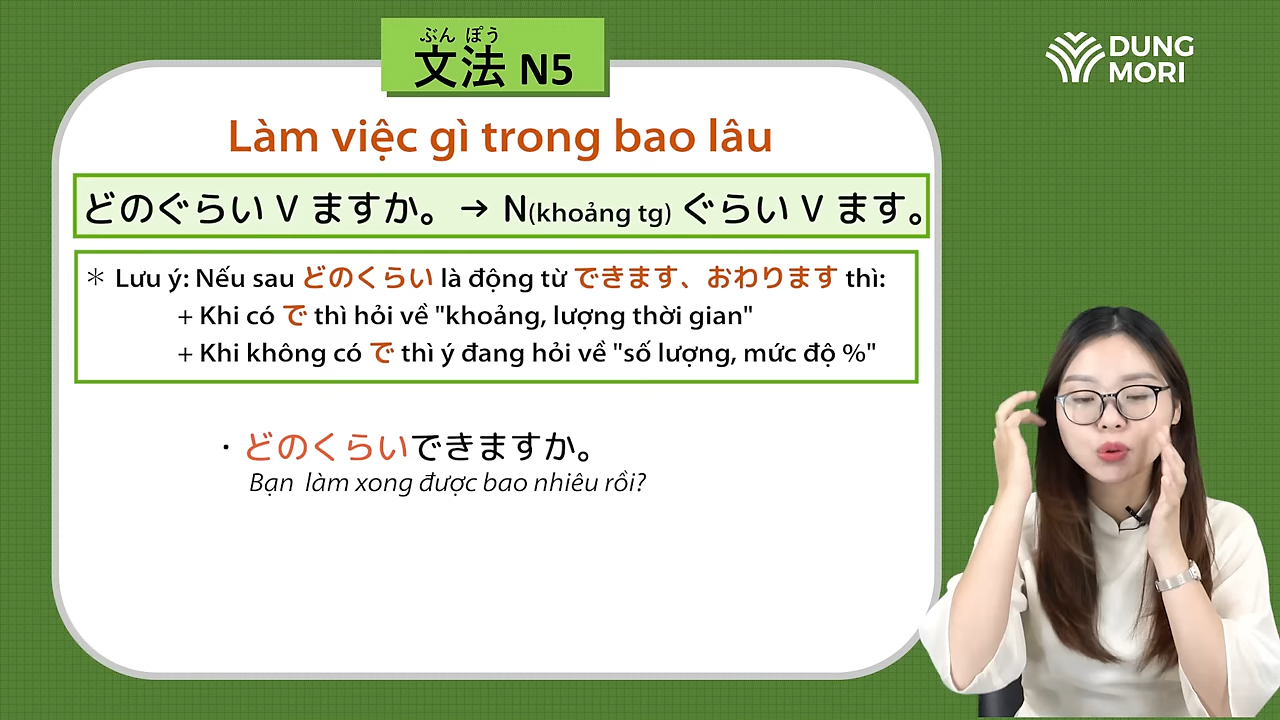 ぶん ぽう
文法 N5
DUNG
MORI
Làm việc gì trong bao lâu
どのぐらい V ますか。→ N(khoảng tg) ぐらい V ます。
* Lưu ý: Nếu sau どのくらい là động từ できます、おわります thì:
+ Khi có で thì hỏi về "khoảng, lượng thời gian"
+ Khi không có で thì ý đang hỏi về "số lượng, mức độ %"
・どのくらいできますか。
Bạn làm xong được bao nhiêu rồi?